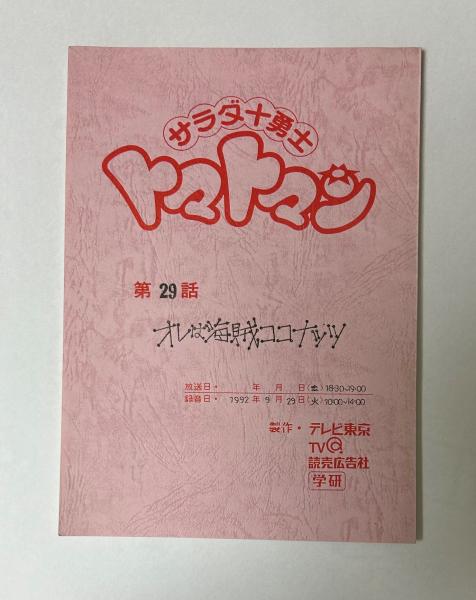 サラダ十勇士
トマトマン
第29話
オレは海賊ココナッツ
放送日・ 年 月 日(土) 18:30~19:00
録音日・1992年9月29日(火) 10:00~14:00
製作・テレビ東京
TV@
読売広告社
学研